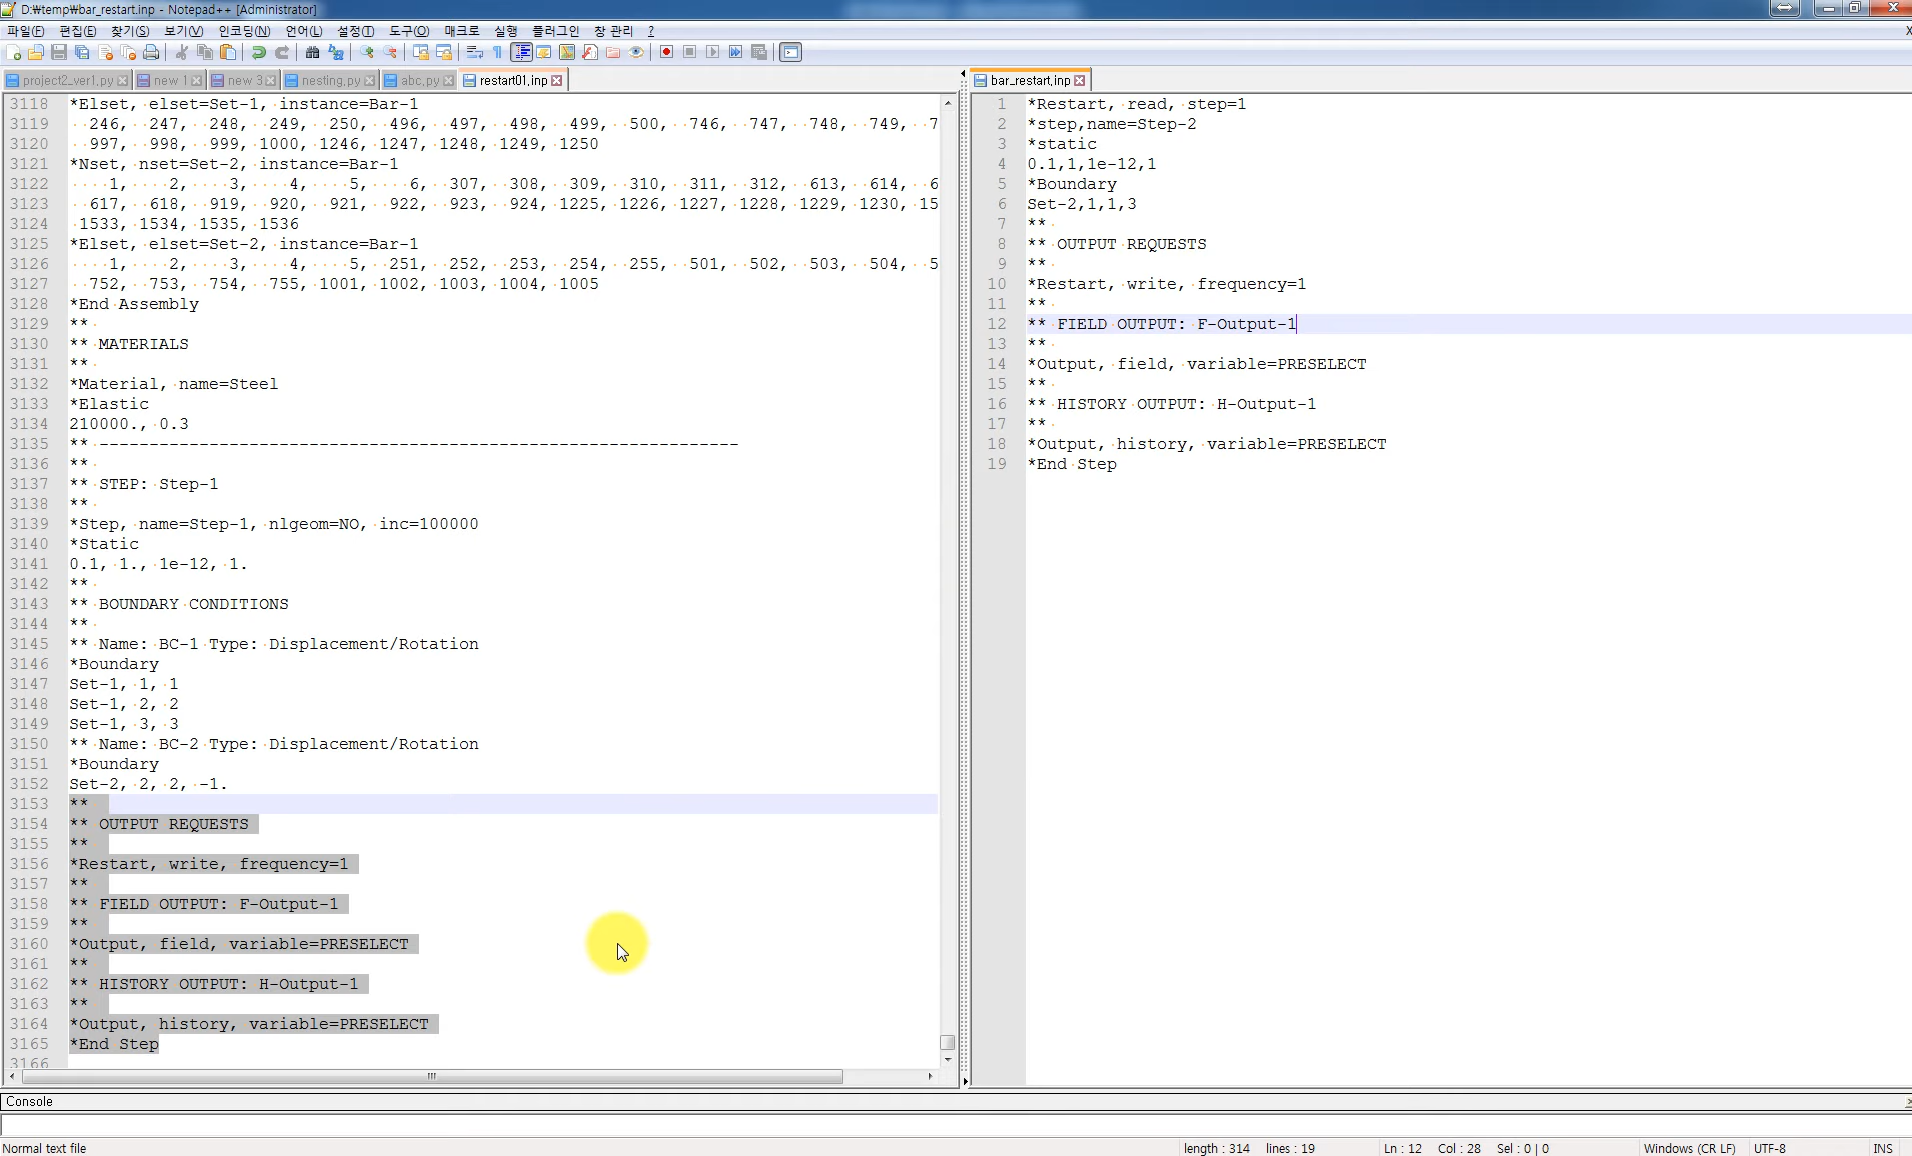 D:₩temp₩bar_restart.inp - Notepad++ [Administrator]
파일(F) 편집(E) 찾기(S) 보기(V) 인코딩(N) 언어(L) 설정(T) 도구(O) 매크로 실행 플러그인 창 관리 ?
project2_ver1.py new 1 new 3 nesting.py abc.py restart01.inp
3118 *Elset, elset=Set-1, instance=Bar-1
3119 246, 247, 248, 249, 250, 496, 497, 498, 499, 500, 746, 747, 748, 749, 7
3120 997, 998, 999, 1000, 1246, 1247, 1248, 1249, 1250
3121 *Nset, nset=Set-2, instance=Bar-1
3122 1, 2, 3, 4, 5, 6, 307, 308, 309, 310, 311, 312, 613, 614, 6
3123 617, 618, 919, 920, 921, 922, 923, 924, 1225, 1226, 1227, 1228, 1229, 1230, 15
3124 1533, 1534, 1535, 1536
3125 *Elset, elset=Set-2, instance=Bar-1
3126 1, 2, 3, 4, 5, 251, 252, 253, 254, 255, 501, 502, 503, 504, 5
3127 752, 753, 754, 755, 1001, 1002, 1003, 1004, 1005
3128 *End Assembly
3129 **
3130 ** MATERIALS
3131 **
3132 *Material, name=Steel
3133 *Elastic
3134 210000., 0.3
3135 ** ----------------------------------------------------------------
3136 **
3137 ** STEP: Step-1
3138 **
3139 *Step, name=Step-1, nlgeom=NO, inc=100000
3140 *Static
3141 0.1, 1., 1e-12, 1.
3142 **
3143 ** BOUNDARY CONDITIONS
3144 **
3145 ** Name: BC-1 Type: Displacement/Rotation
3146 *Boundary
3147 Set-1, 1, 1
3148 Set-1, 2, 2
3149 Set-1, 3, 3
3150 ** Name: BC-2 Type: Displacement/Rotation
3151 *Boundary
3152 Set-2, 2, 2, -1.
3153 **
3154 ** OUTPUT REQUESTS
3155 **
3156 *Restart, write, frequency=1
3157 **
3158 ** FIELD OUTPUT: F-Output-1
3159 **
3160 *Output, field, variable=PRESELECT
3161 **
3162 ** HISTORY OUTPUT: H-Output-1
3163 **
3164 *Output, history, variable=PRESELECT
3165 *End Step
3166
bar_restart.inp
1 *Restart, read, step=1
2 *step,name=Step-2
3 *static
4 0.1,1,1e-12,1
5 *Boundary
6 Set-2,1,1,3
7 **
8 ** OUTPUT REQUESTS
9 **
10 *Restart, write, frequency=1
11 **
12 ** FIELD OUTPUT: F-Output-1
13 **
14 *Output, field, variable=PRESELECT
15 **
16 ** HISTORY OUTPUT: H-Output-1
17 **
18 *Output, history, variable=PRESELECT
19 *End Step
Console
Normal text file length : 314 lines : 19 Ln : 12 Col : 28 Sel : 0 | 0 Windows (CR LF) UTF-8 INS